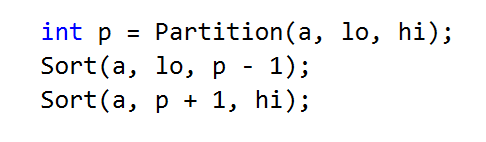 int p = Partition(a, lo, hi);
Sort(a, lo, p - 1);
Sort(a, p + 1, hi);